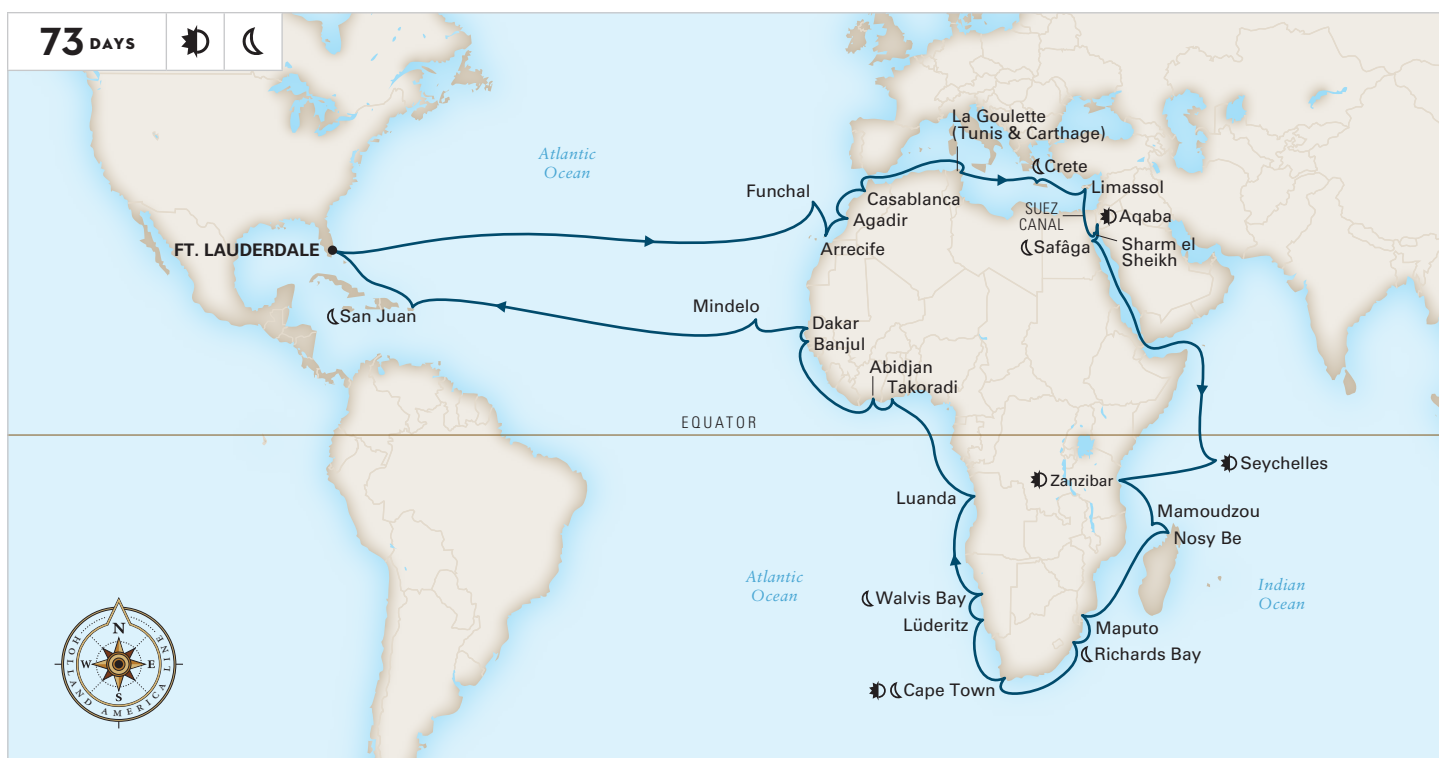 73 DAYS
Atlantic
Ocean
La Goulette
(Tunis & Carthage)
Crete
Limassol
Funchal
Casablanca
Agadir
SUEZ
CANAL
Aqaba
FT. LAUDERDALE
Arrecife
Safâga
Sharm el
Sheikh
San Juan
Mindelo
Dakar
Banjul
Abidjan
Takoradi
EQUATOR
Seychelles
Zanzibar
Luanda
Mamoudzou
Nosy Be
Atlantic
Ocean
Indian
Ocean
Walvis Bay
Lüderitz
Maputo
Richards Bay
Cape Town
N
W
E
S
HOLLAND AMERICA LINE